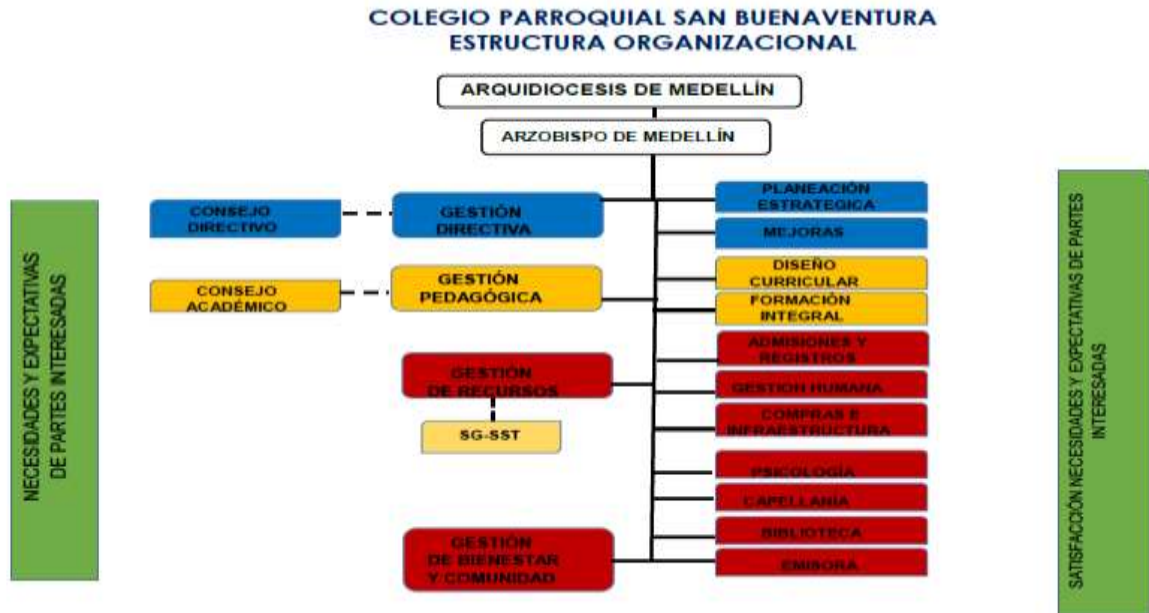 COLEGIO PARROQUIAL SAN BUENAVENTURA
ESTRUCTURA ORGANIZACIONAL
ARQUIDIOCESIS DE MEDELLÍN
ARZOBISPO DE MEDELLÍN
NECESIDADES Y EXPECTATIVAS
DE PARTES INTERESADAS
CONSEJO
DIRECTIVO
GESTIÓN
DIRECTIVA
PLANEACIÓN
ESTRATEGICA
MEJORAS
CONSEJO
ACADÉMICO
GESTIÓN
PEDAGÓGICA
DISEÑO
CURRICULAR
FORMACIÓN
INTEGRAL
GESTIÓN
DE RECURSOS
SG-SST
ADMISIONES Y
REGISTROS
GESTION HUMANA
COMPRAS E
INFRAESTRUCTURA
GESTIÓN
DE BIENESTAR
Y COMUNIDAD
PSICOLOGÍA
CAPELLANÍA
BIBLIOTECA
EMISORA
SATISFACCIÓN NECESIDADES Y EXPECTATIVAS DE PARTES
INTERESADAS